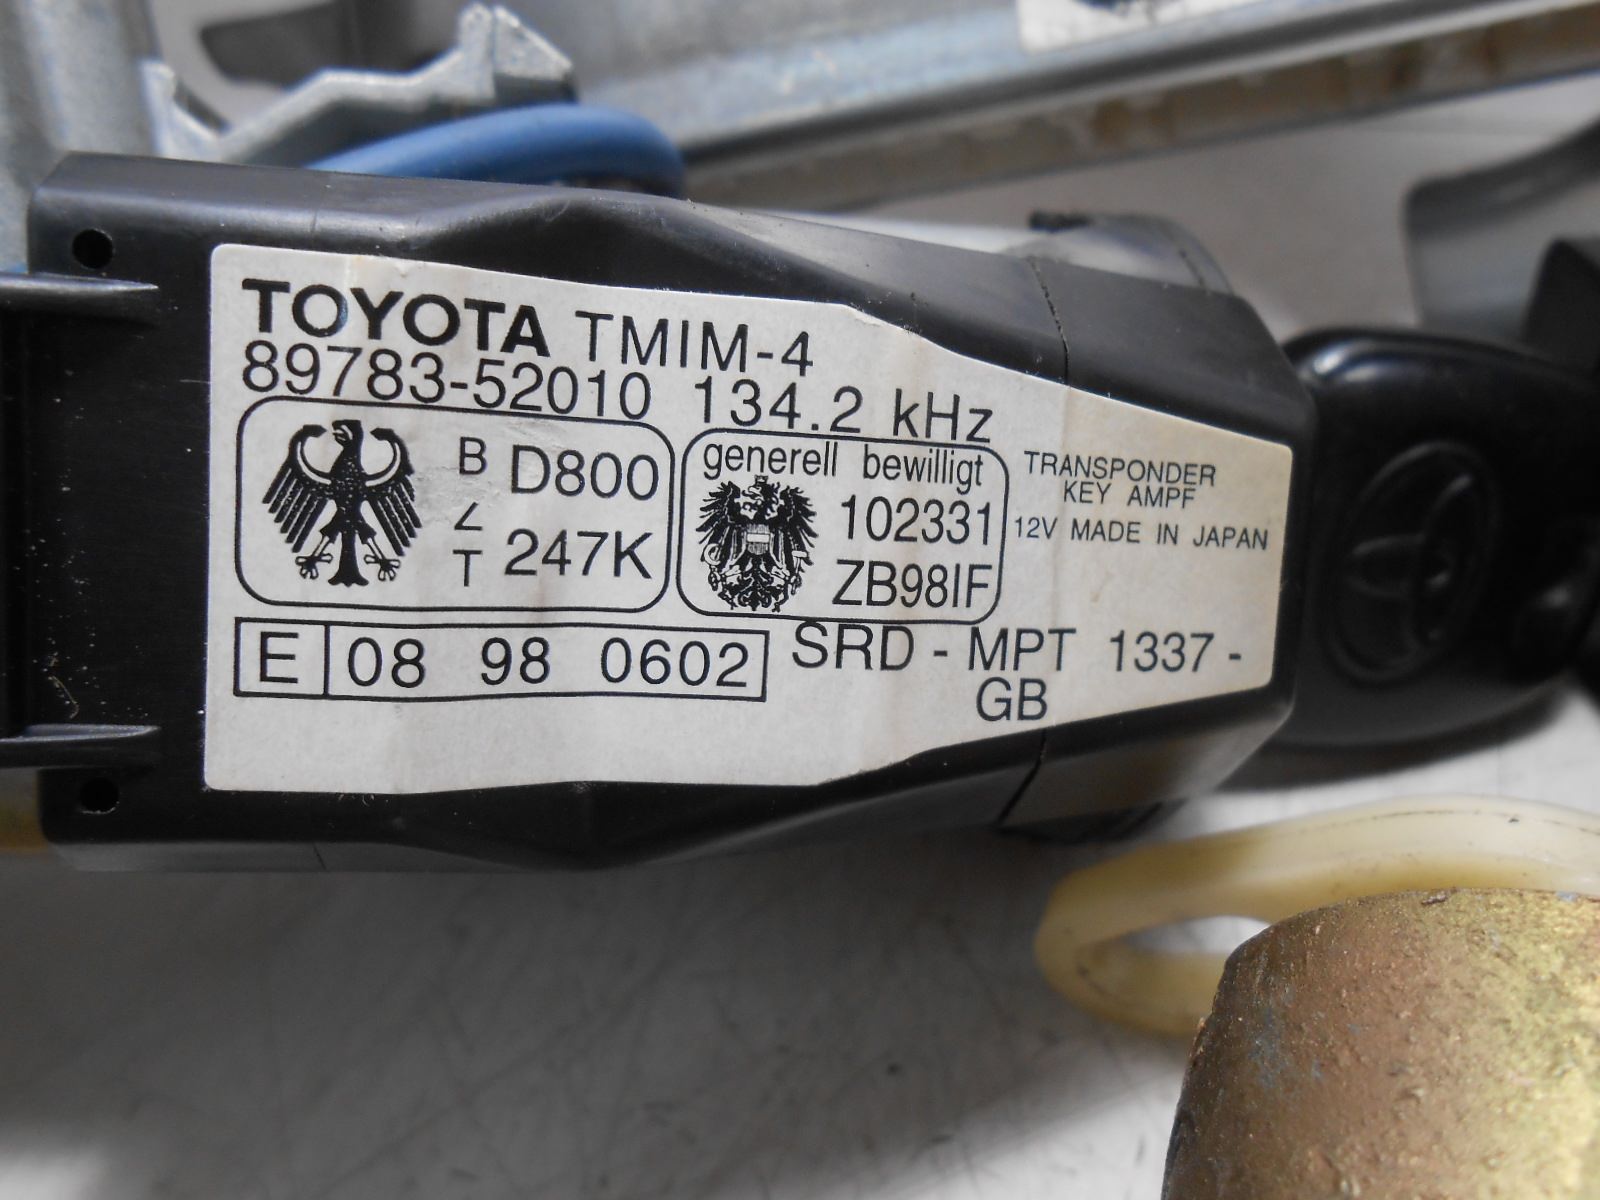 TOYOTA TMIM-4
89783-52010 134.2 kHz
BZT D800 247K
generell bewilligt
102331
ZB98IF
TRANSPONDER
KEY AMPF
12V MADE IN JAPAN
E 08 98 0602
SRD - MPT 1337 -
GB